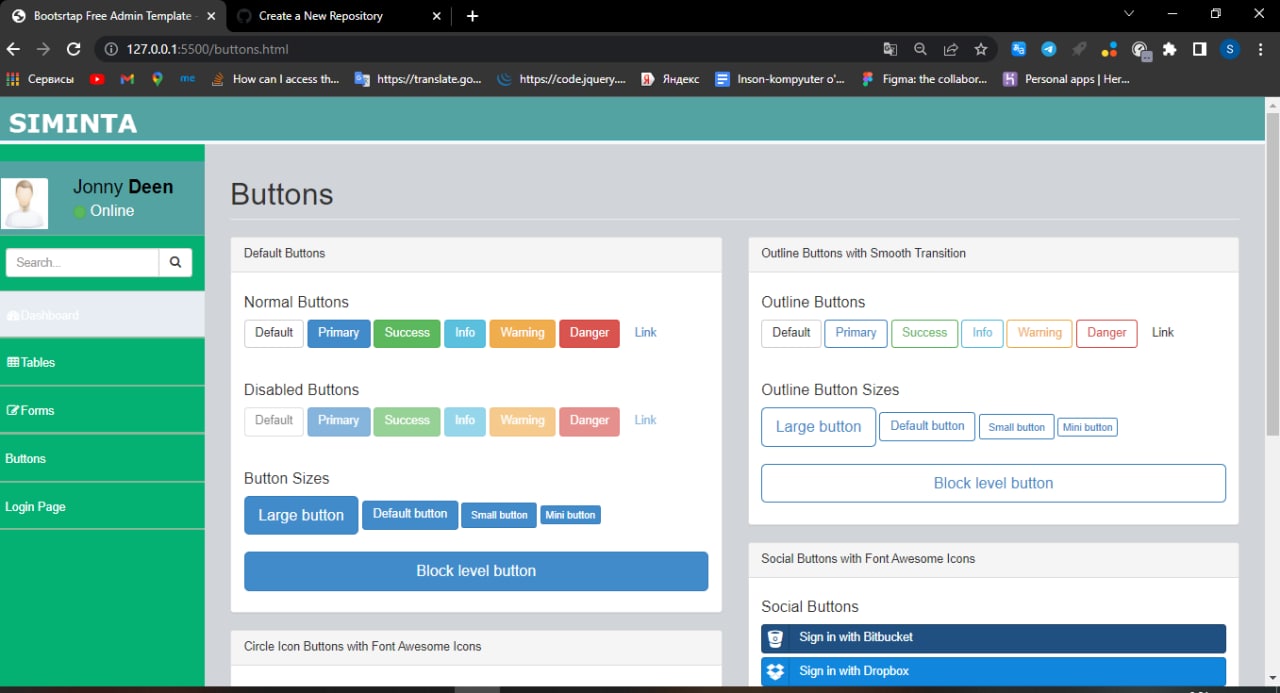 Bootsrtap Free Admin Template
Create a New Repository
127.0.0.1:5500/buttons.html
S
Сервисы
me
How can I access th...
https://translate.go...
https://code.jquery....
Яндекс
Inson-kompyuter o'...
Figma: the collabor...
Personal apps | Her...
SIMINTA
Jonny Deen
Online
Search...
Dashboard
Tables
Forms
Buttons
Login Page
Buttons
Default Buttons
Normal Buttons
Default Primary Success Info Warning Danger Link
Disabled Buttons
Default Primary Success Info Warning Danger Link
Button Sizes
Large button Default button Small button Mini button
Block level button
Circle Icon Buttons with Font Awesome Icons
Outline Buttons with Smooth Transition
Outline Buttons
Default Primary Success Info Warning Danger Link
Outline Button Sizes
Large button Default button Small button Mini button
Block level button
Social Buttons with Font Awesome Icons
Social Buttons
Sign in with Bitbucket
Sign in with Dropbox